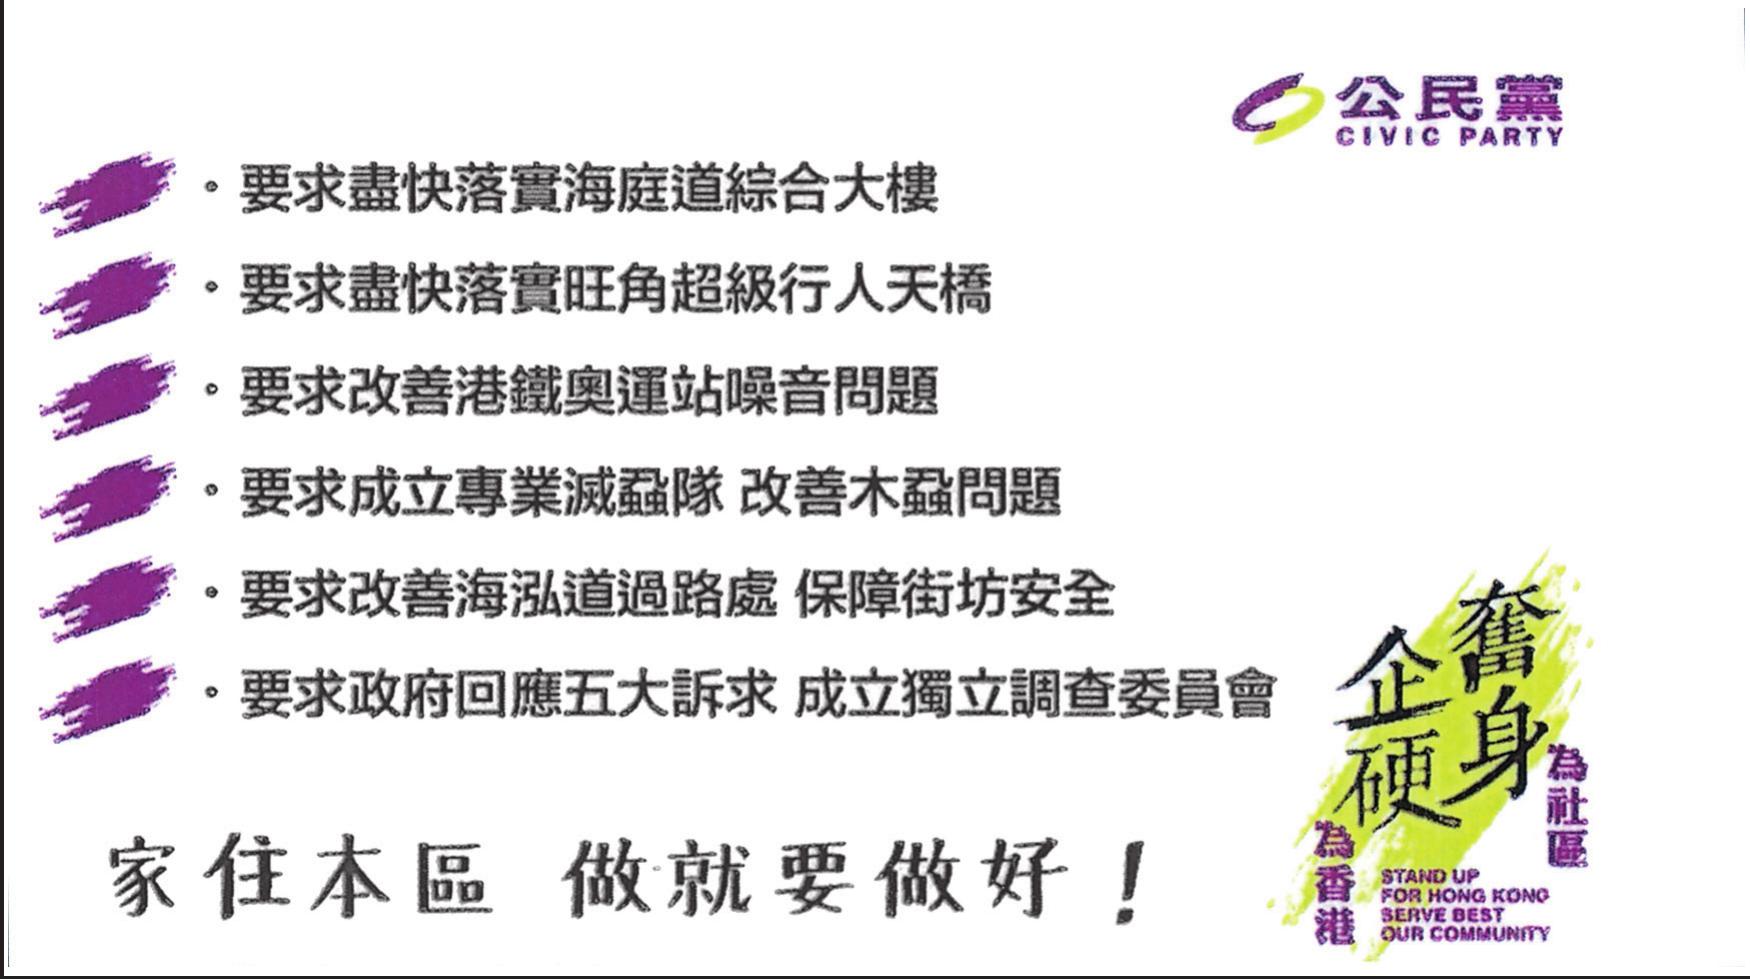 公民黨
CIVIC PARTY
• 要求盡快落實海庭道綜合大樓
• 要求盡快落實旺角超級行人天橋
• 要求改善港鐵奧運站噪音問題
• 要求成立專業滅蝨隊 改善木蝨問題
• 要求改善海泓道過路處 保障街坊安全
• 要求政府回應五大訴求 成立獨立調查委員會
家住本區 做就要做好！
奮身
為社區
企硬
為香港
STAND UP
FOR HONG KONG
SERVE BEST
OUR COMMUNITY